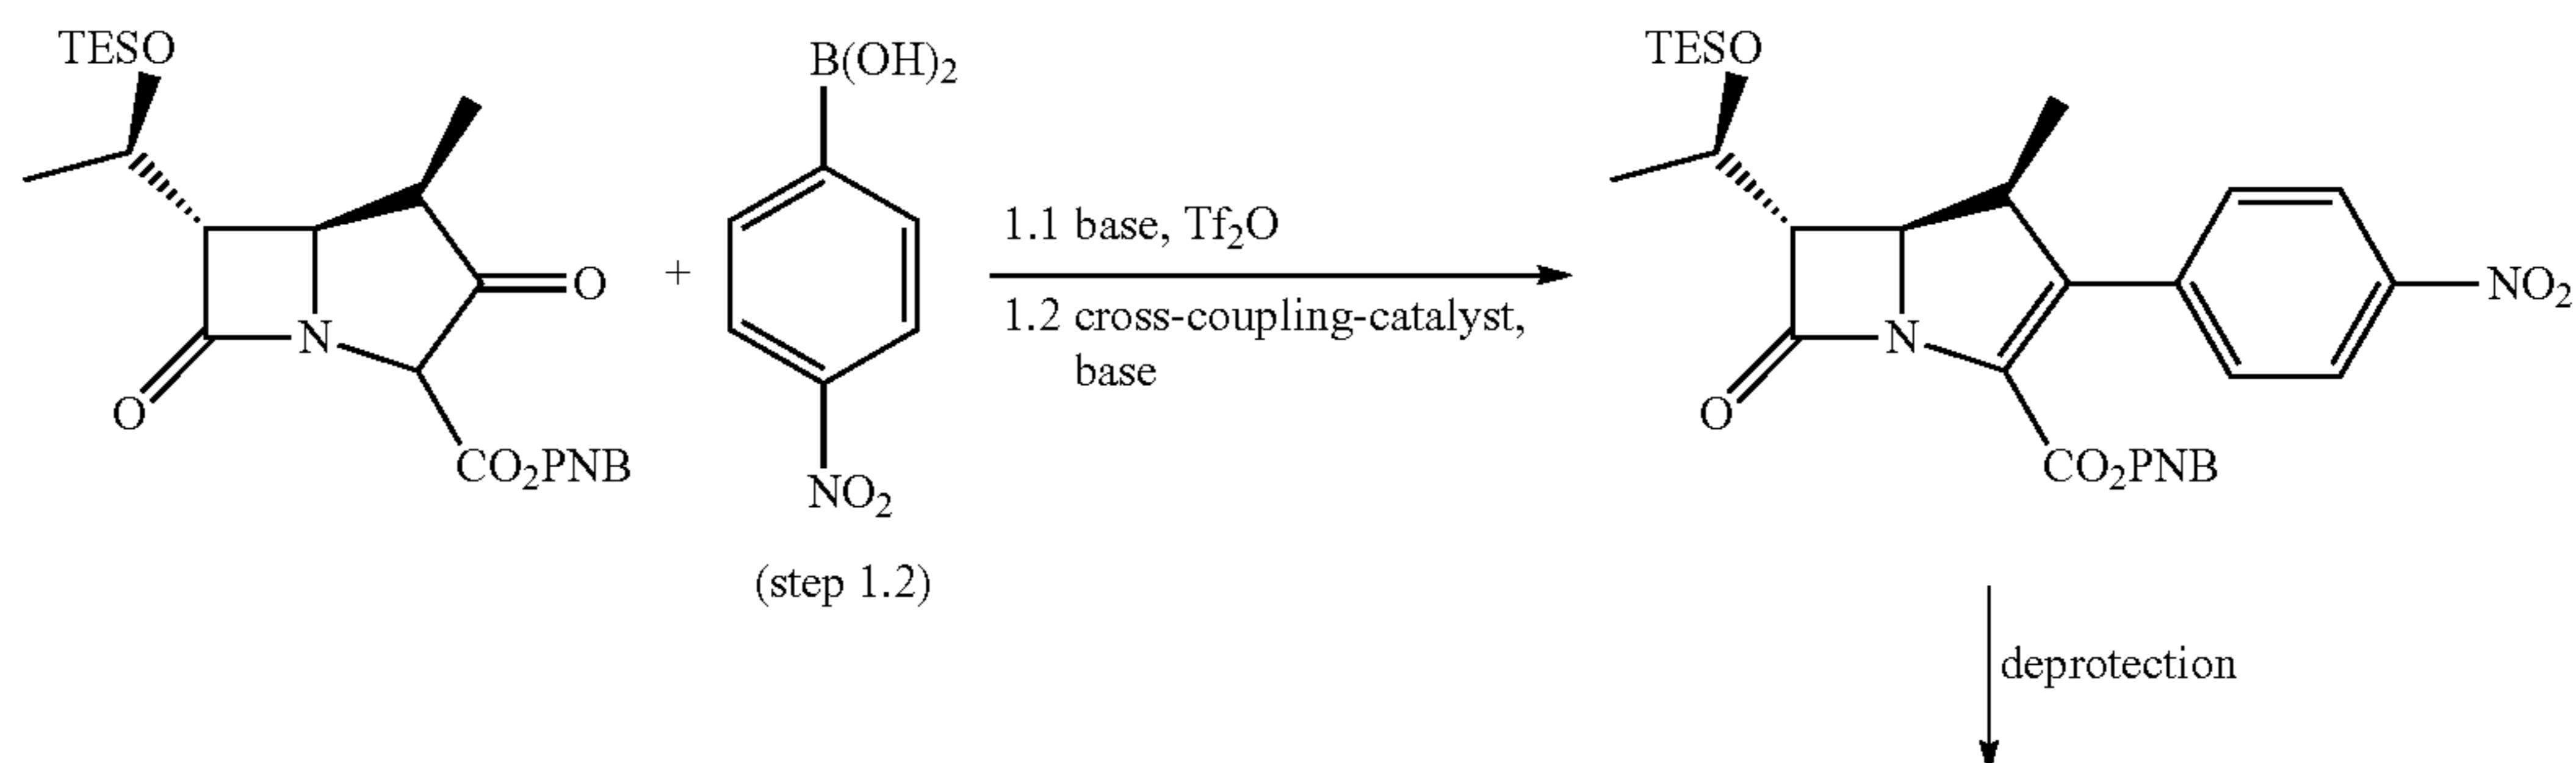 TESO
O
N
O
CO₂PNB
+
B(OH)₂
NO₂
(step 1.2)
1.1 base, Tf₂O
1.2 cross-coupling-catalyst,
base
TESO
O
N
CO₂PNB
NO₂
deprotection